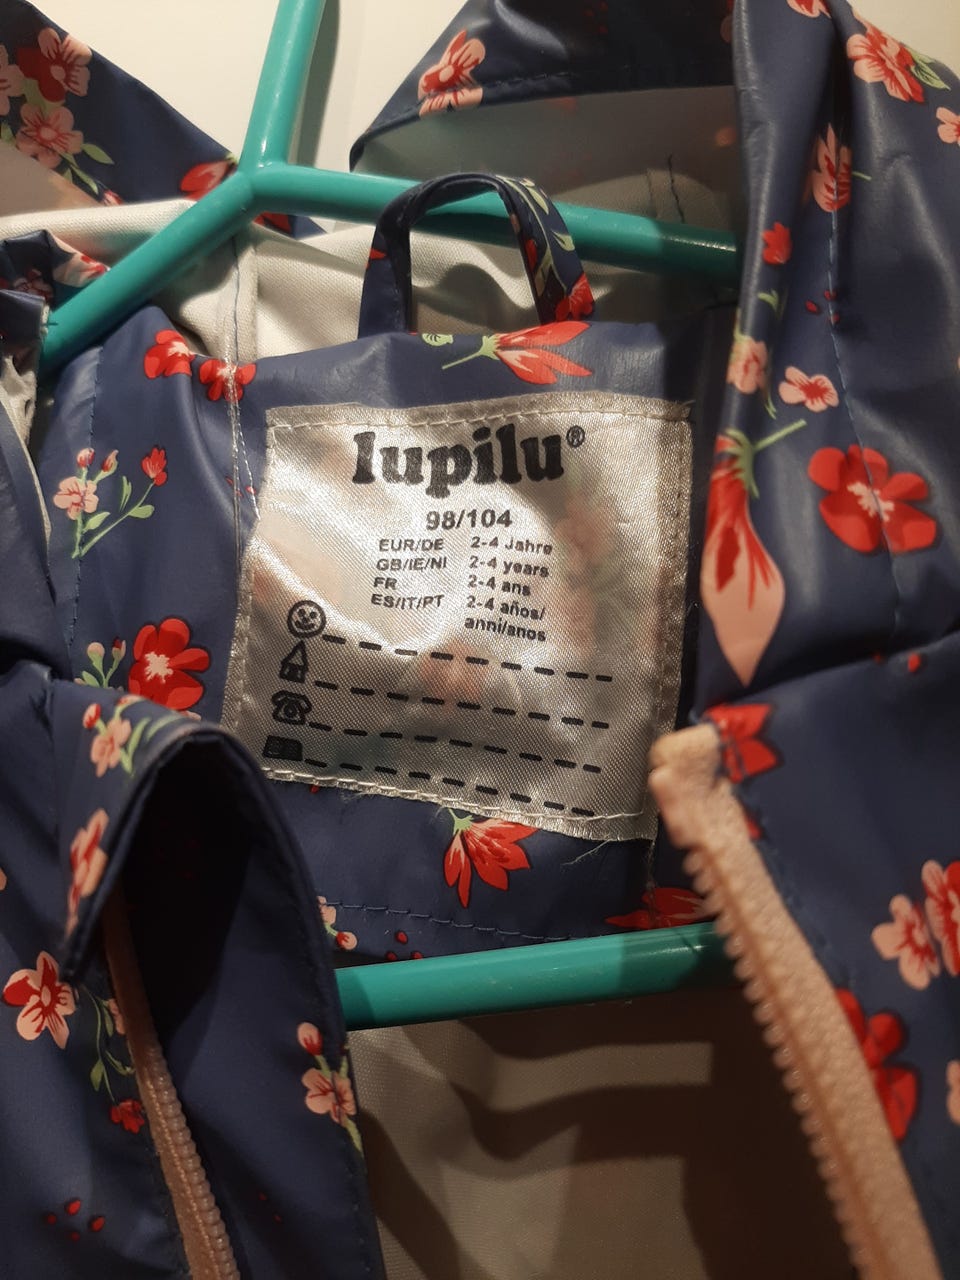 lupilu®
98/104
EUR/DE 2-4 Jahre
GB/IE/NI 2-4 years
FR 2-4 ans
ES/IT/PT 2-4 años/
anni/anos